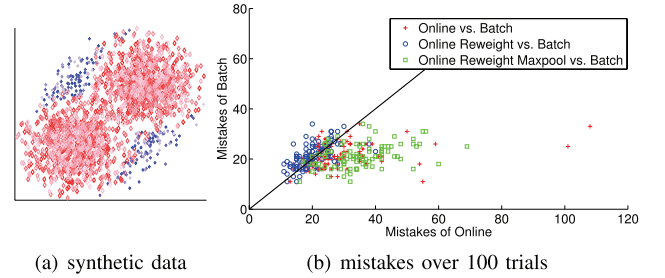 80
60
40
20
0
Mistakes of Batch
Online vs. Batch
Online Reweight vs. Batch
Online Reweight Maxpool vs. Batch
0 20 40 60 80 100 120
Mistakes of Online
(a) synthetic data
(b) mistakes over 100 trials